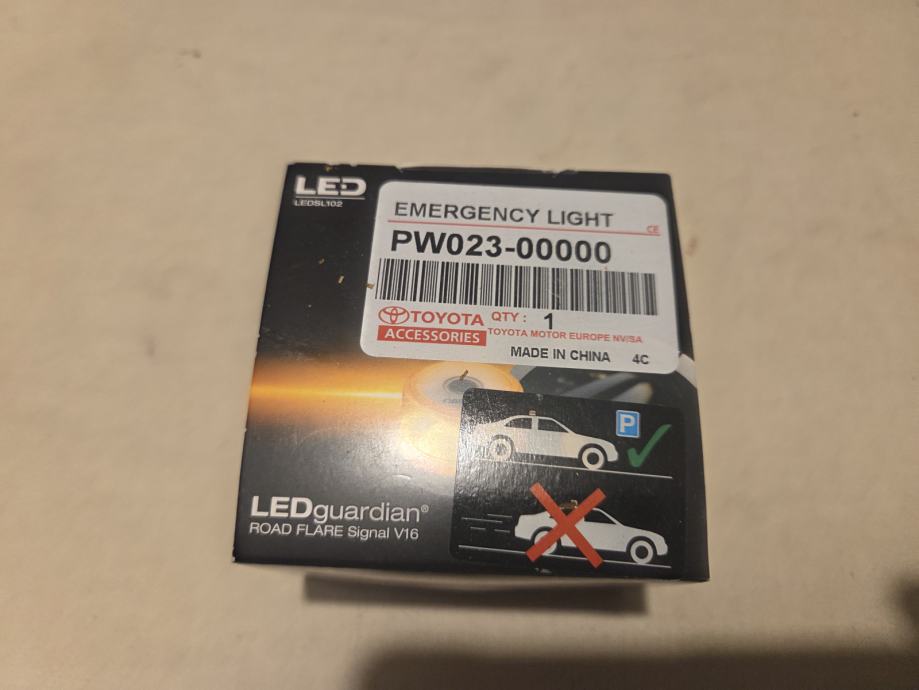 LED
LEDSL102
EMERGENCY LIGHT
CE
PW023-00000
TOYOTA QTY : 1
ACCESSORIES TOYOTA MOTOR EUROPE NV/SA
MADE IN CHINA 4C
P
LEDguardian®
ROAD FLARE Signal V16